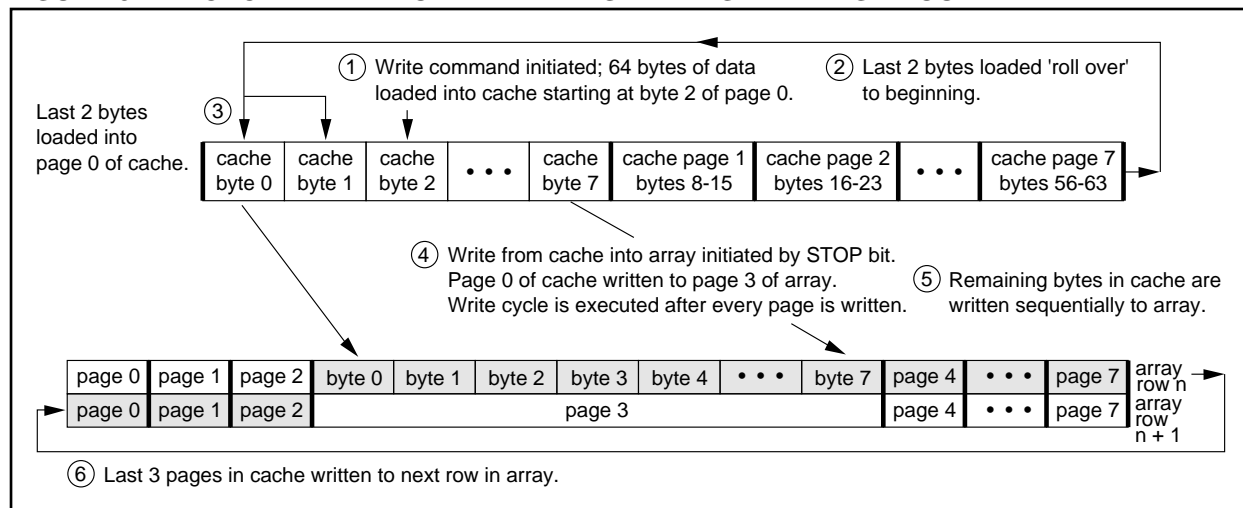 ① Write command initiated; 64 bytes of data
loaded into cache starting at byte 2 of page 0.
② Last 2 bytes loaded 'roll over'
to beginning.
Last 2 bytes ③
loaded into
page 0 of cache.
cache byte 0 cache byte 1 cache byte 2 • • • cache byte 7 cache page 1 bytes 8-15 cache page 2 bytes 16-23 • • • cache page 7 bytes 56-63
④ Write from cache into array initiated by STOP bit.
Page 0 of cache written to page 3 of array.
Write cycle is executed after every page is written.
⑤ Remaining bytes in cache are
written sequentially to array.
page 0 page 1 page 2 byte 0 byte 1 byte 2 byte 3 byte 4 • • • byte 7 page 4 • • • page 7 array row n
page 0 page 1 page 2 page 3 page 4 • • • page 7 array row n + 1
⑥ Last 3 pages in cache written to next row in array.